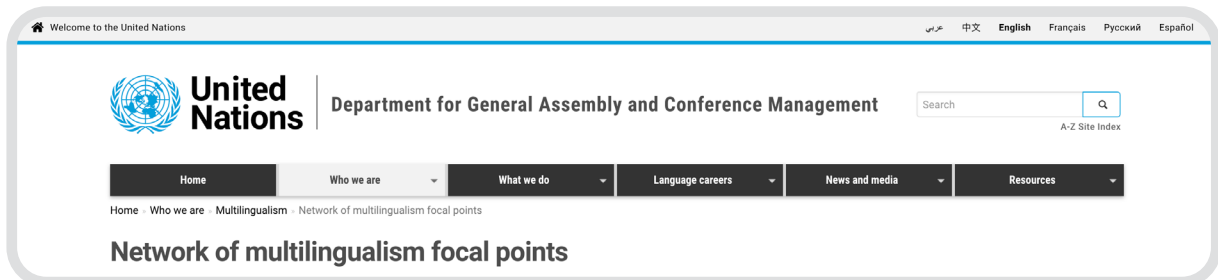 Welcome to the United Nations
عربي 中文 English Français Русский Español
United Nations
Department for General Assembly and Conference Management
Search
A-Z Site Index
Home Who we are What we do Language careers News and media Resources
Home » Who we are » Multilingualism » Network of multilingualism focal points
Network of multilingualism focal points